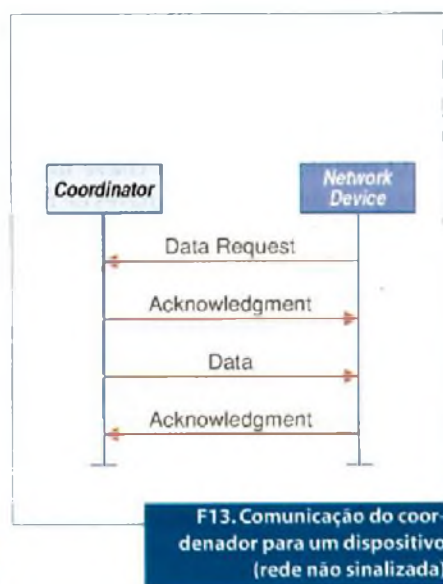 Coordinator
Network
Device
Data Request
Acknowledgment
Data
Acknowledgment
F13. Comunicação do coor-
denador para um dispositivo
(rede não sinalizada)